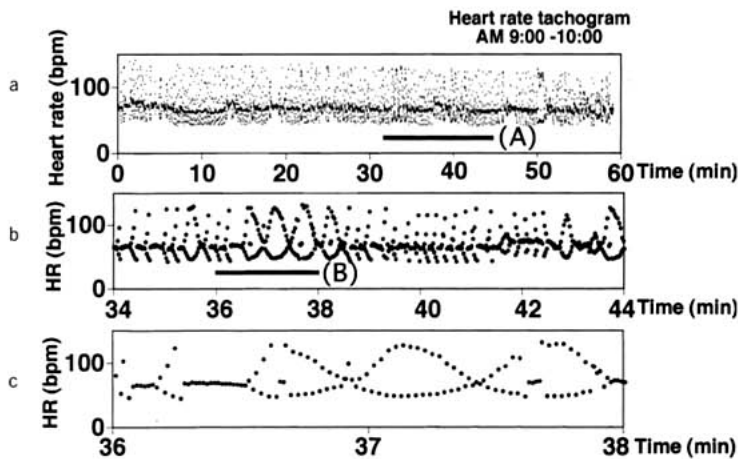 Heart rate tachogram
AM 9:00 -10:00
a
Heart rate (bpm)
100
0
(A)
0 10 20 30 40 50 60 Time (min)
b
HR (bpm)
100
0
(B)
34 36 38 40 42 44 Time (min)
c
HR (bpm)
100
0
36 37 38 Time (min)